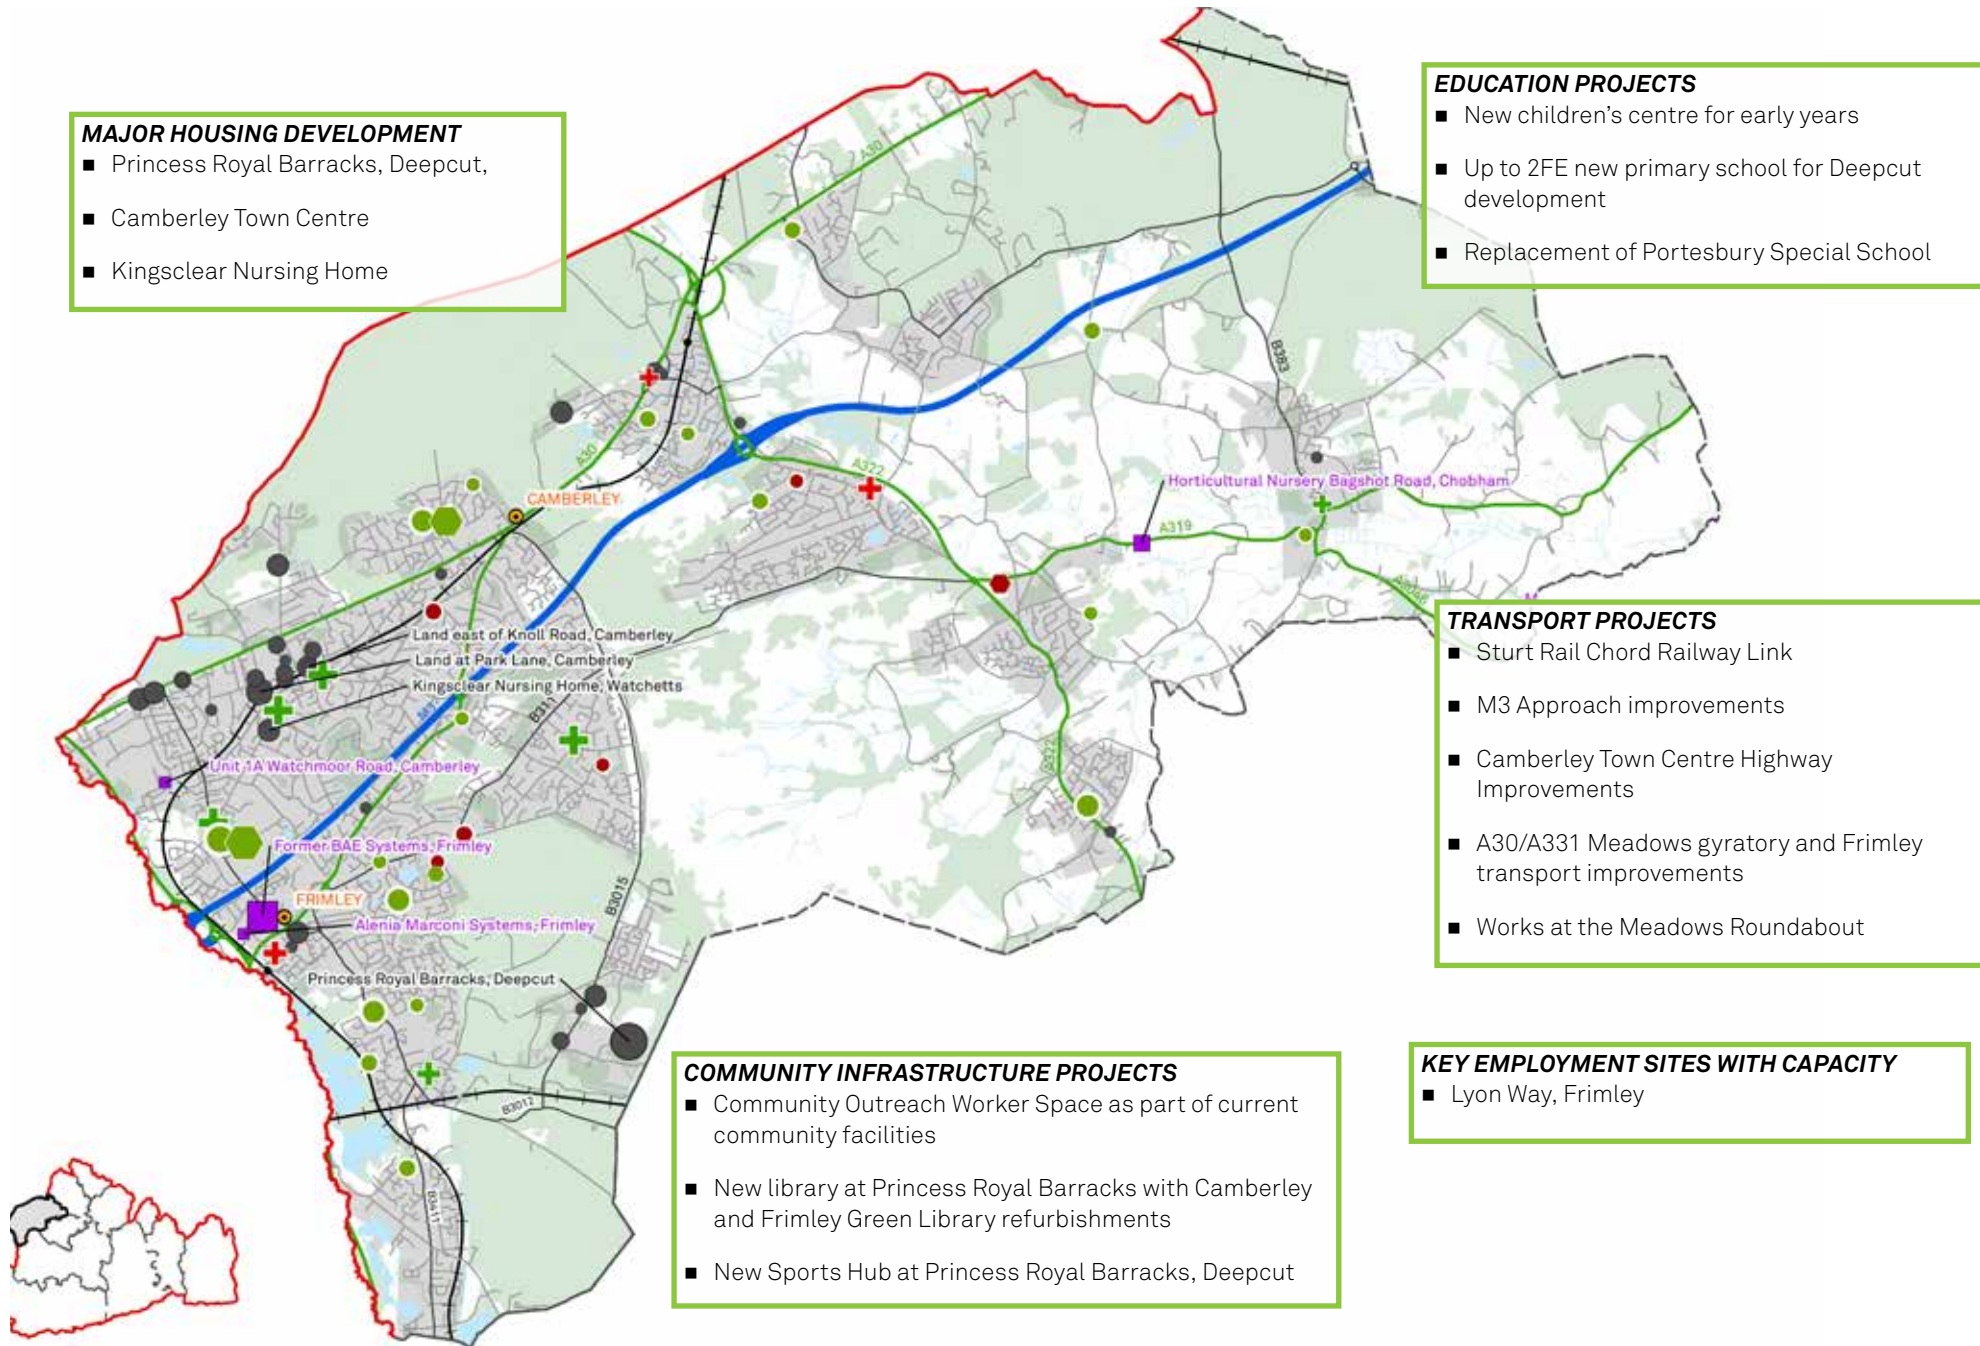 MAJOR HOUSING DEVELOPMENT
■ Princess Royal Barracks, Deepcut,
■ Camberley Town Centre
■ Kingsclear Nursing Home
EDUCATION PROJECTS
■ New children's centre for early years
■ Up to 2FE new primary school for Deepcut
development
■ Replacement of Portesbury Special School
A30
B383
A30
CAMBERLEY
A322
Horticultural Nursery Bagshot Road, Chobham
A319
Land east of Knoll Road, Camberley
Land at Park Lane, Camberley
Kingsclear Nursing House, Watchetts
M3
B311
Unit 1A Watchmoor Road, Camberley
A322
Former BAE Systems, Frimley
FRIMLEY
B3015
Alenia Marconi Systems, Frimley
Princess Royal Barracks, Deepcut
B3012
B3411
TRANSPORT PROJECTS
■ Sturt Rail Chord Railway Link
■ M3 Approach improvements
■ Camberley Town Centre Highway
Improvements
■ A30/A331 Meadows gyratory and Frimley
transport improvements
■ Works at the Meadows Roundabout
COMMUNITY INFRASTRUCTURE PROJECTS
■ Community Outreach Worker Space as part of current
community facilities
■ New library at Princess Royal Barracks with Camberley
and Frimley Green Library refurbishments
■ New Sports Hub at Princess Royal Barracks, Deepcut
KEY EMPLOYMENT SITES WITH CAPACITY
■ Lyon Way, Frimley